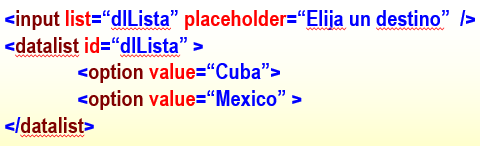 <input list=“dlLista” placeholder=“Elija un destino”  />
<datalist id=“dlLista” >
<option value=“Cuba”>
<option value=“Mexico” >
</datalist>